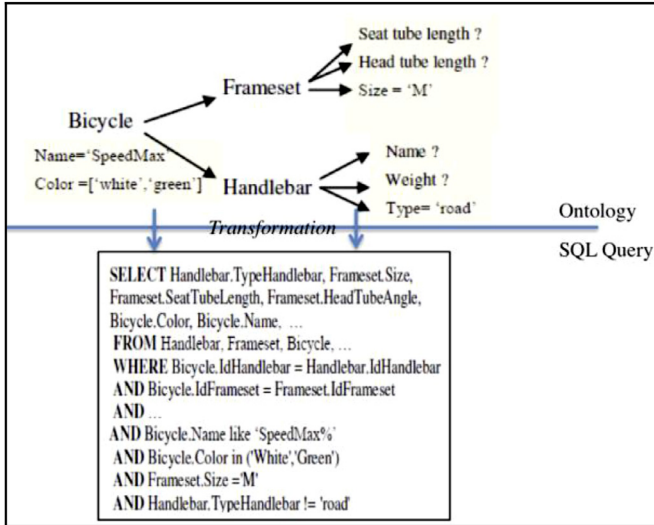 Seat tube length ?
Frameset
Head tube length ?
Size = ‘M’
Bicycle
Name=‘SpeedMax’
Color =[‘white’,‘green’]
Handlebar
Name ?
Weight ?
Type= ‘road’
Ontology
Transformation
SQL Query
SELECT Handlebar.TypeHandlebar, Frameset.Size,
Frameset.SeatTubeLength, Frameset.HeadTubeAngle,
Bicycle.Color, Bicycle.Name, …
FROM Handlebar, Frameset, Bicycle, …
WHERE Bicycle.IdHandlebar = Handlebar.IdHandlebar
AND Bicycle.IdFrameset = Frameset.IdFrameset
AND …
AND Bicycle.Name like ‘SpeedMax%’
AND Bicycle.Color in ('White','Green')
AND Frameset.Size ='M'
AND Handlebar.TypeHandlebar != 'road'